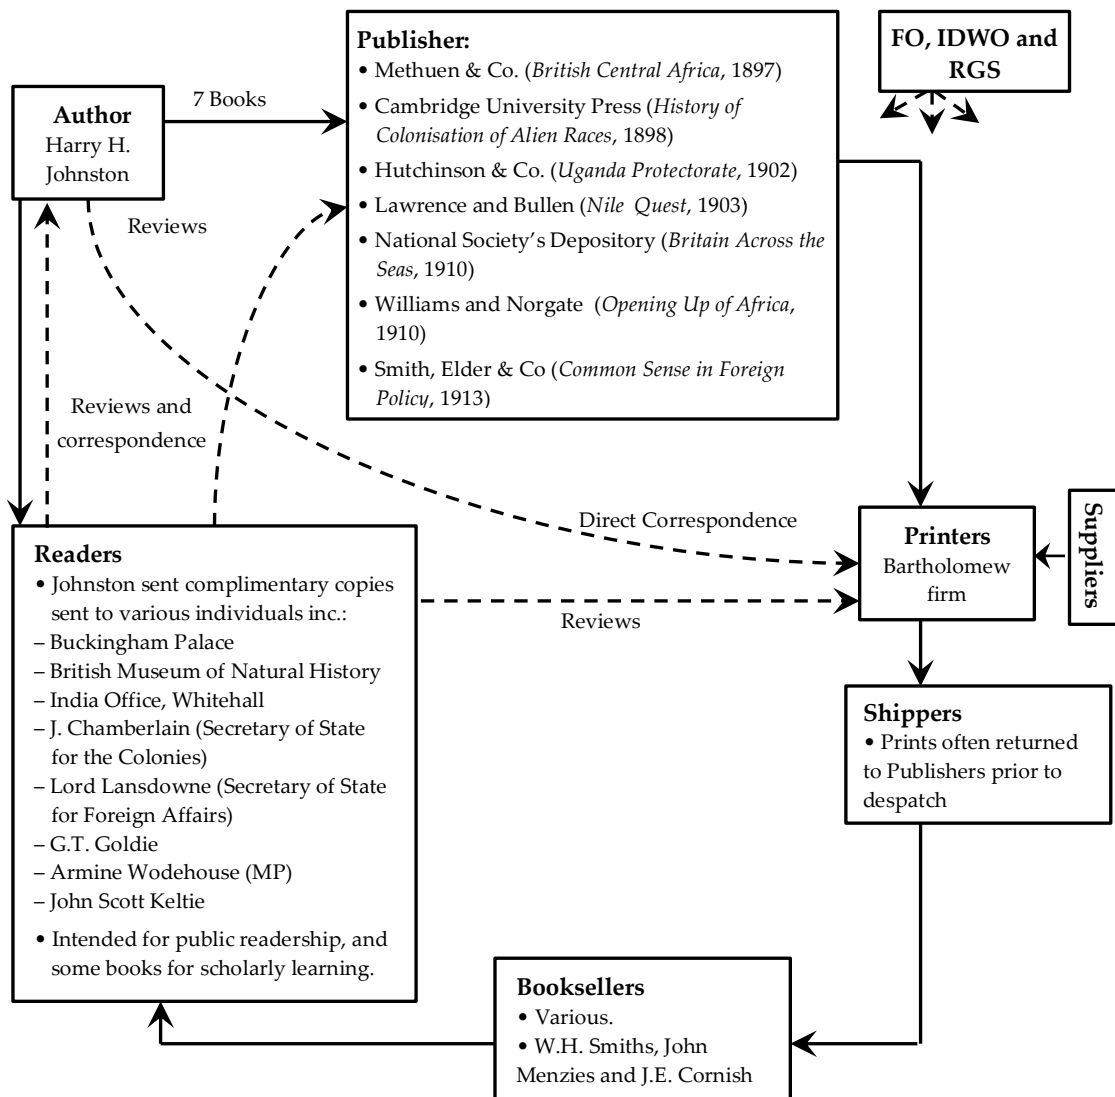 Author
Harry H.
Johnston
7 Books
Publisher:
• Methuen & Co. (British Central Africa, 1897)
• Cambridge University Press (History of
Colonisation of Alien Races, 1898)
• Hutchinson & Co. (Uganda Protectorate, 1902)
• Lawrence and Bullen (Nile Quest, 1903)
• National Society’s Depository (Britain Across the
Seas, 1910)
• Williams and Norgate (Opening Up of Africa,
1910)
• Smith, Elder & Co (Common Sense in Foreign
Policy, 1913)
FO, IDWO and
RGS
Reviews
Reviews and
correspondence
Direct Correspondence
Printers
Bartholomew
firm
Suppliers
Reviews
Readers
• Johnston sent complimentary copies
sent to various individuals inc.:
– Buckingham Palace
– British Museum of Natural History
– India Office, Whitehall
– J. Chamberlain (Secretary of State
for the Colonies)
– Lord Lansdowne (Secretary of State
for Foreign Affairs)
– G.T. Goldie
– Armine Wodehouse (MP)
– John Scott Keltie
• Intended for public readership, and
some books for scholarly learning.
Shippers
• Prints often returned
to Publishers prior to
despatch
Booksellers
• Various.
• W.H. Smiths, John
Menzies and J.E. Cornish